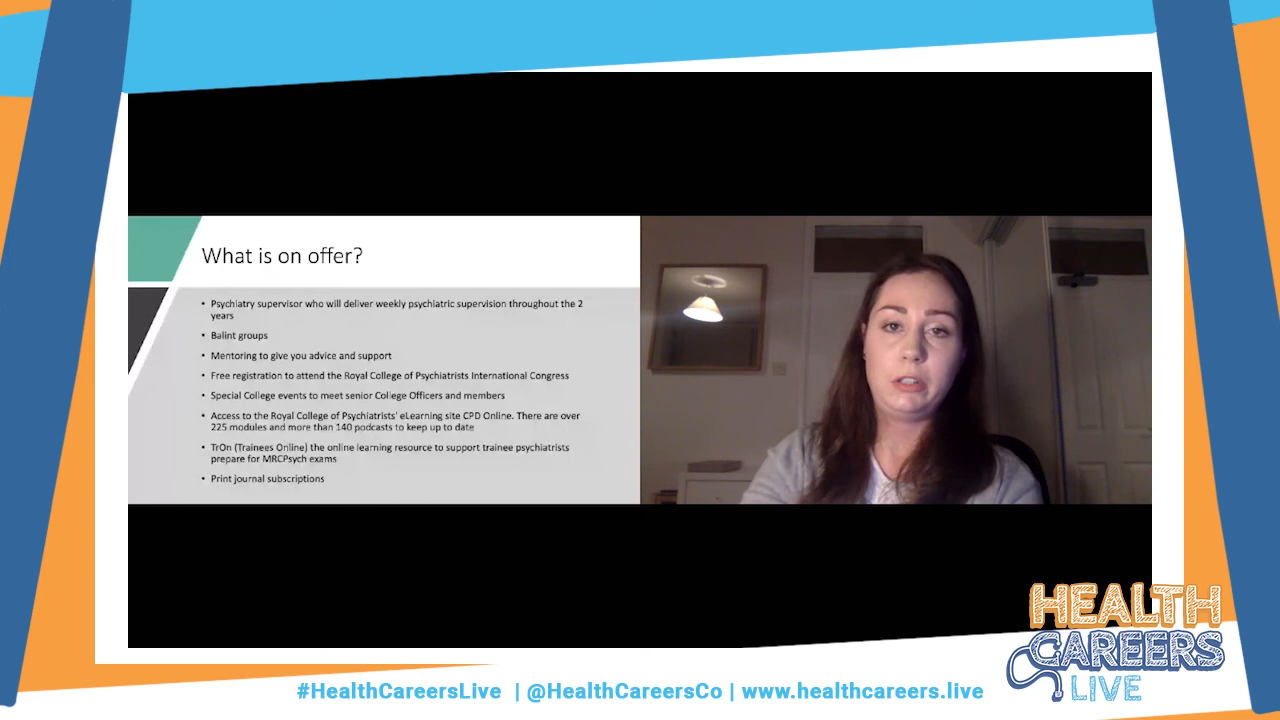 What is on offer?
• Psychiatry supervisor who will deliver weekly psychiatric supervision throughout the 2
years
• Balint groups
• Mentoring to give you advice and support
• Free registration to attend the Royal College of Psychiatrists International Congress
• Special College events to meet senior College Officers and members
• Access to the Royal College of Psychiatrists' eLearning site CPD Online. There are over
225 modules and more than 140 podcasts to keep up to date
• TrOn (Trainees Online) the online learning resource to support trainee psychiatrists
prepare for MRCPsych exams
• Print journal subscriptions
HEALTH
CAREERS
LIVE
#HealthCareersLive | @HealthCareersCo | www.healthcareers.live